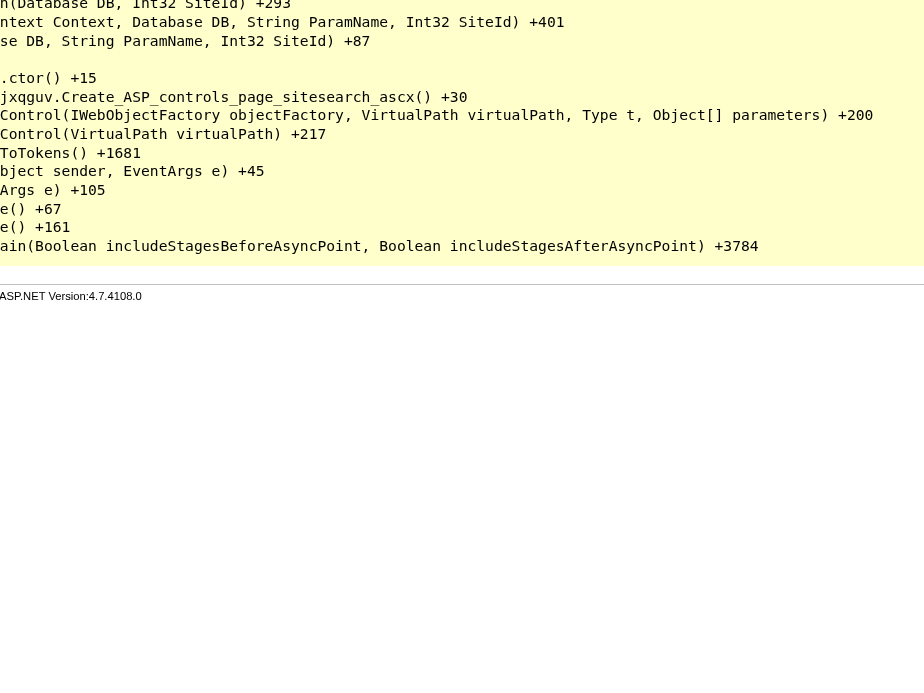 n(Database DB, Int32 SiteId) +293
ntext Context, Database DB, String ParamName, Int32 SiteId) +401
se DB, String ParamName, Int32 SiteId) +87
.ctor() +15
jxqguv.Create_ASP_controls_page_sitesearch_ascx() +30
Control(IWebObjectFactory objectFactory, VirtualPath virtualPath, Type t, Object[] parameters) +200
Control(VirtualPath virtualPath) +217
ToTokens() +1681
bject sender, EventArgs e) +45
Args e) +105
e() +67
e() +161
ain(Boolean includeStagesBeforeAsyncPoint, Boolean includeStagesAfterAsyncPoint) +3784
ASP.NET Version:4.7.4108.0